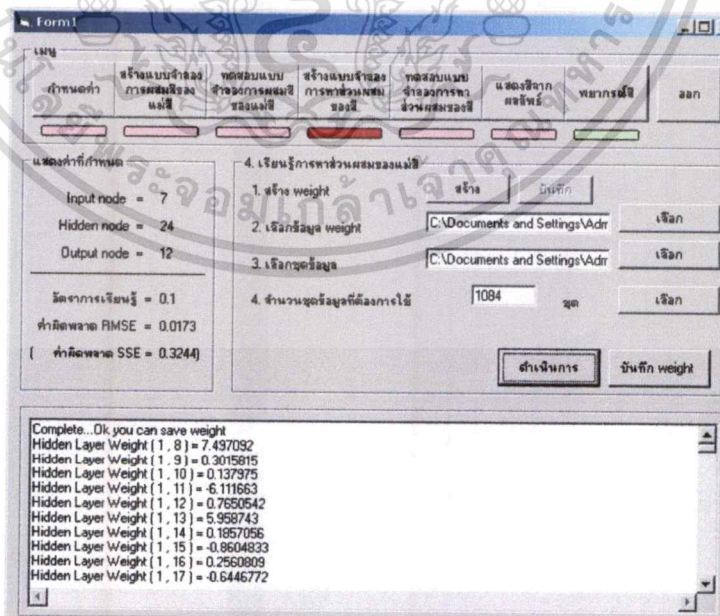 Form1
เมนู
กำหนดค่า
สร้างแบบจำลอง
การผสมสีของ
แม่สี
ทดสอบแบบ
จำลองการผสมสี
ของแม่สี
สร้างแบบจำลอง
การหาส่วนผสม
ของสี
ทดสอบแบบ
จำลองการหา
ส่วนผสมของสี
แสดงสีจาก
ผลลัพธ์
พยากรณ์สี
ออก
แสดงค่าที่กำหนด
Input node = 7
Hidden node = 24
Output node = 12
อัตราการเรียนรู้ = 0.1
ค่าผิดพลาด RMSE = 0.0173
( ค่าผิดพลาด SSE = 0.3244)
4. เรียนรู้การหาส่วนผสมของแม่สี
1. สร้าง weight
สร้าง
บันทึก
2. เลือกข้อมูล weight
C:\Documents and Settings\Adm
เลือก
3. เลือกชุดข้อมูล
C:\Documents and Settings\Adm
เลือก
4. จำนวนชุดข้อมูลที่ต้องการใช้
1084
ชุด
เลือก
ดำเนินการ
บันทึก weight
Complete...Ok you can save weight
Hidden Layer Weight ( 1 , 8 ) = 7.497092
Hidden Layer Weight ( 1 , 9 ) = 0.3015815
Hidden Layer Weight ( 1 , 10 ) = 0.137975
Hidden Layer Weight ( 1 , 11 ) = -6.111663
Hidden Layer Weight ( 1 , 12 ) = 0.7650542
Hidden Layer Weight ( 1 , 13 ) = 5.958743
Hidden Layer Weight ( 1 , 14 ) = 0.1857056
Hidden Layer Weight ( 1 , 15 ) = -0.8604833
Hidden Layer Weight ( 1 , 16 ) = 0.2560809
Hidden Layer Weight ( 1 , 17 ) = -0.6446772